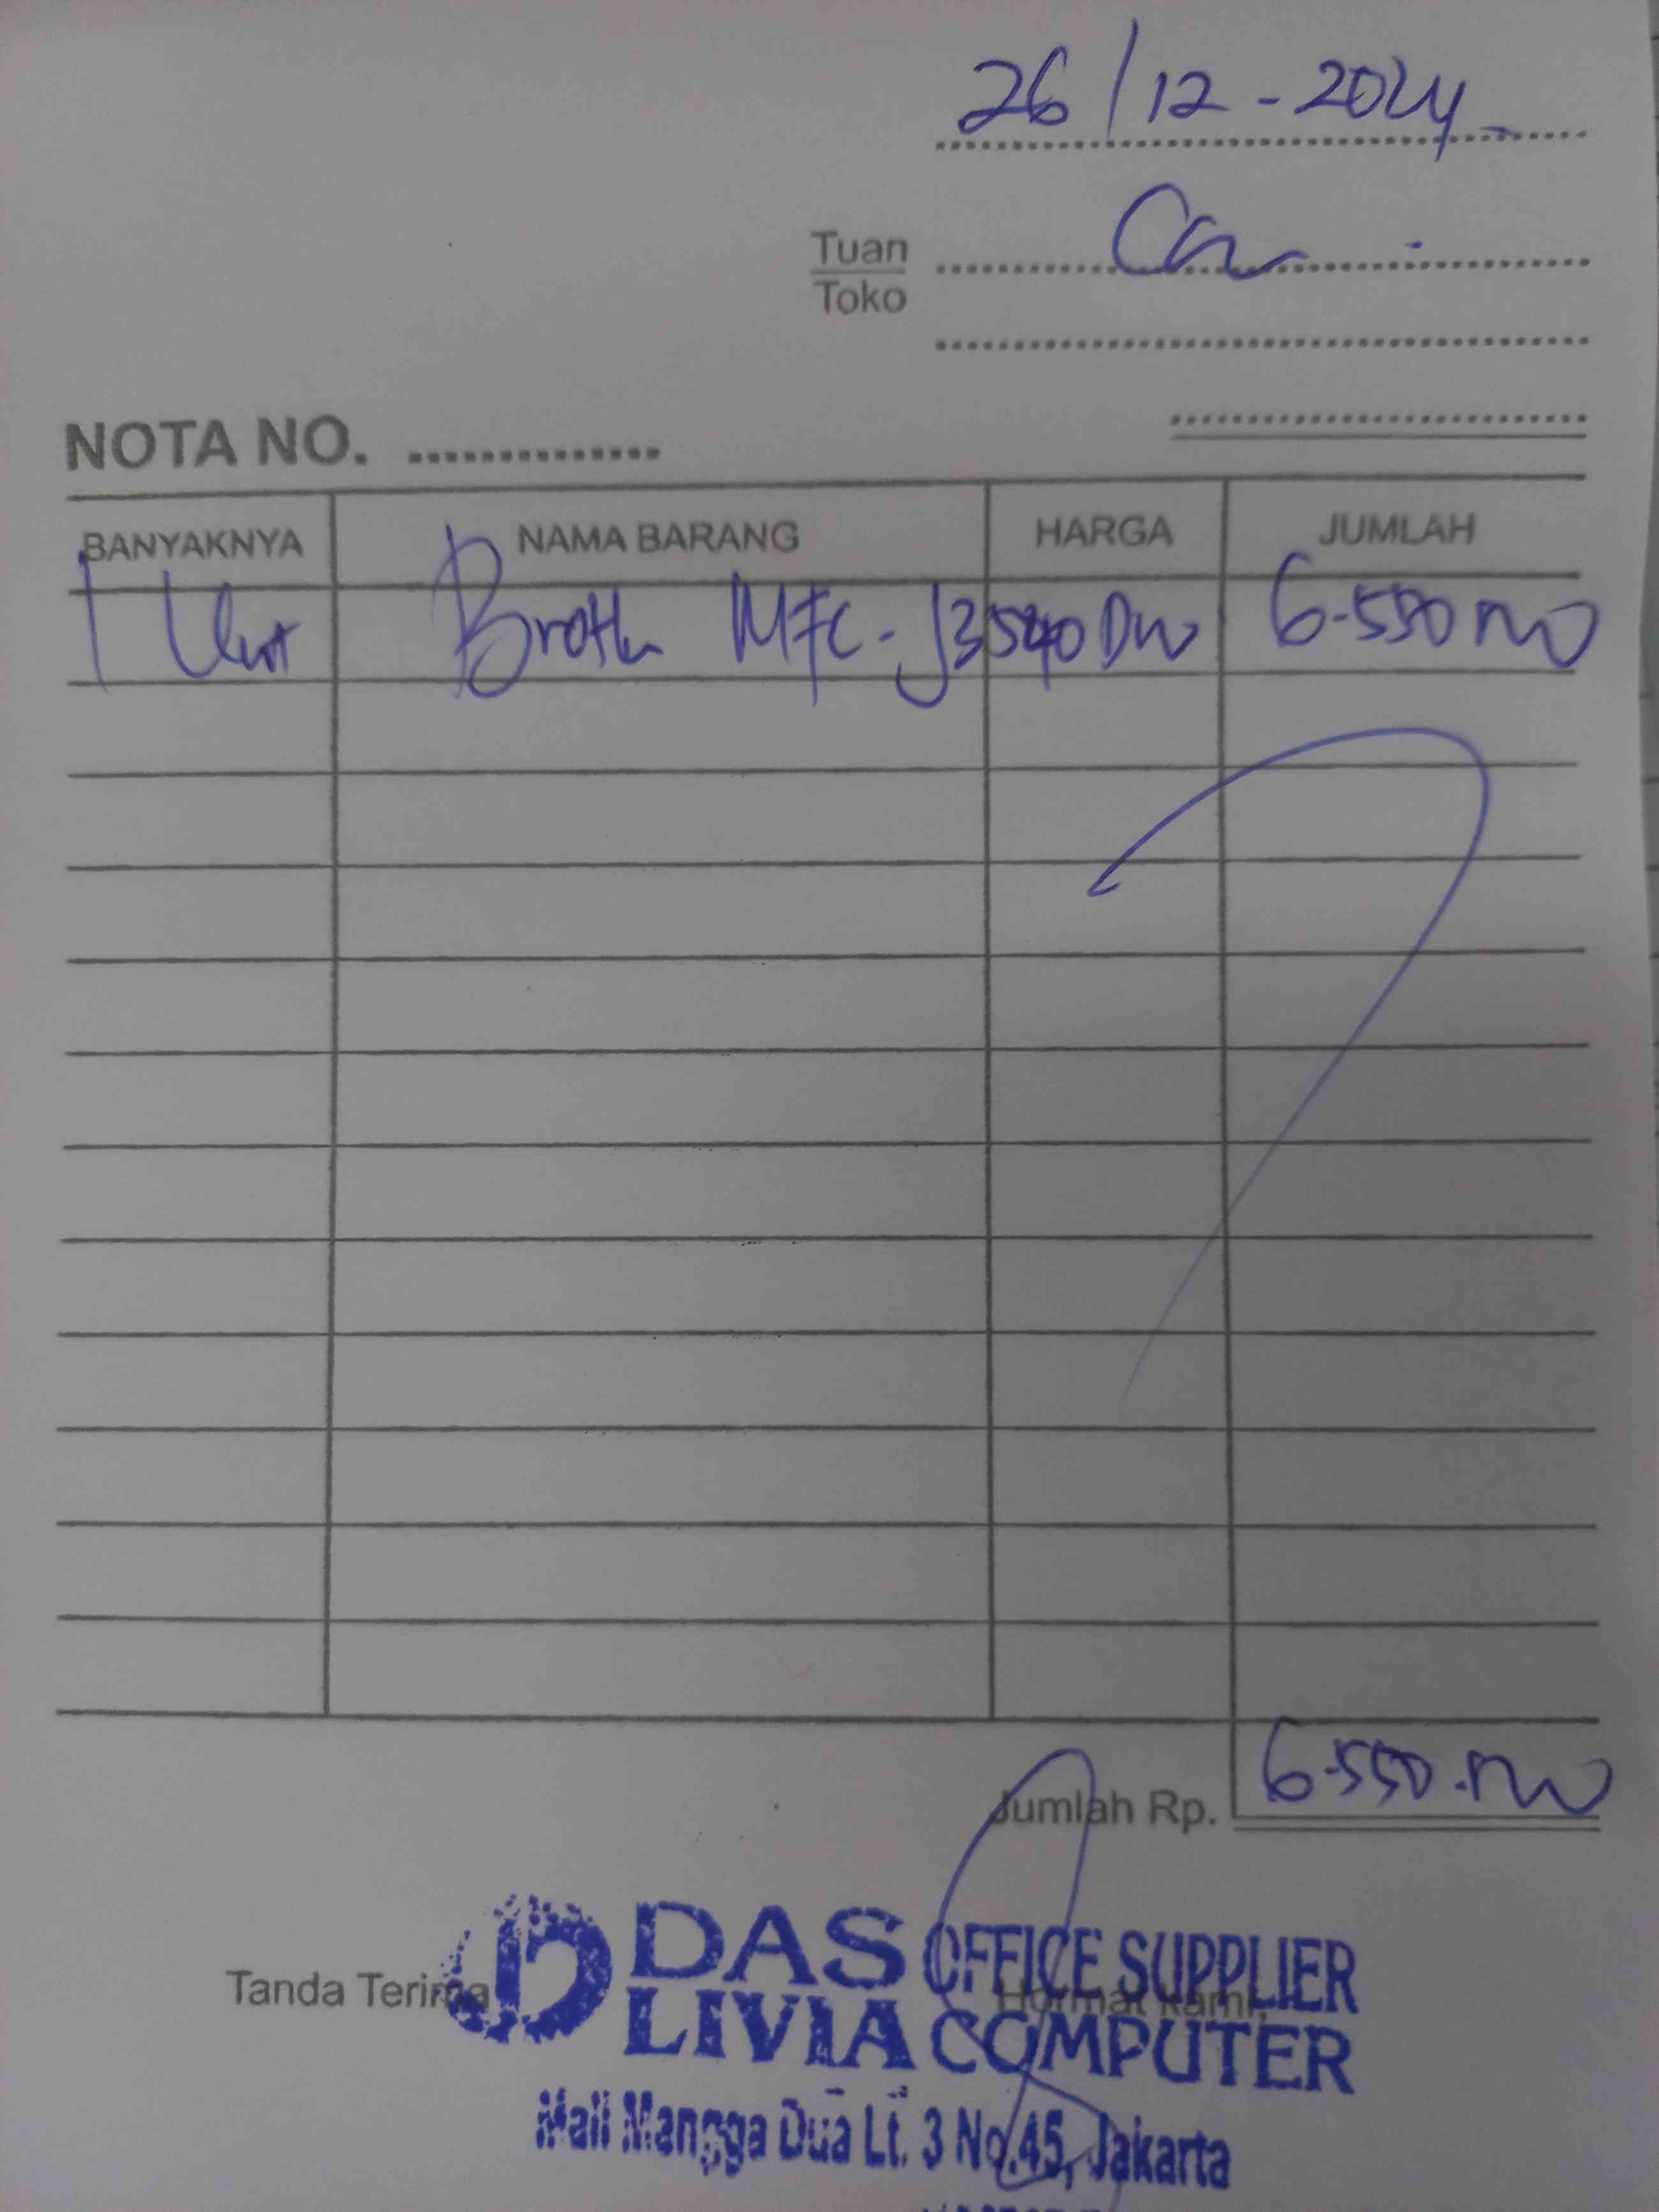 26/12-2024
Tuan
Toko
NOTA NO. ..............
BANYAKNYA NAMA BARANG HARGA JUMLAH
1 Unit Brother MFC-J3540DW 6.550.000
Jumlah Rp. 6.550.000
Tanda Terima Hormat kami,
DAS OFFICE SUPPLIER
LIVIA COMPUTER
Mall Mangga Dua Lt. 3 No.45, Jakarta